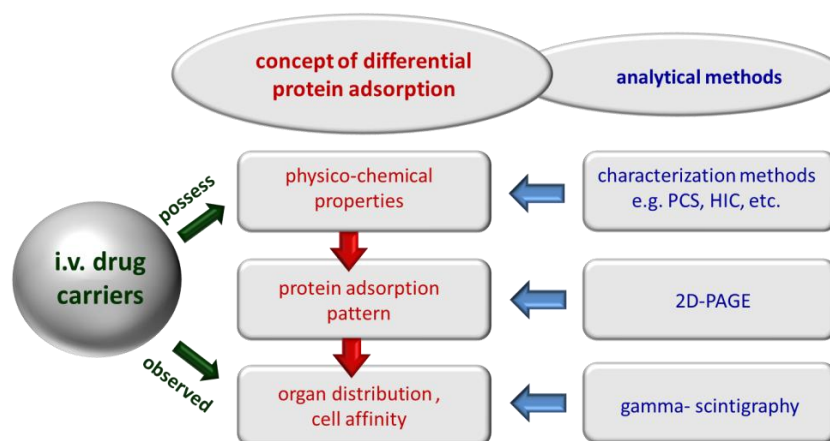 concept of differential
protein adsorption
analytical methods
possess
physico-chemical
properties
characterization methods
e.g. PCS, HIC, etc.
i.v. drug
carriers
protein adsorption
pattern
2D-PAGE
observed
organ distribution ,
cell affinity
gamma- scintigraphy